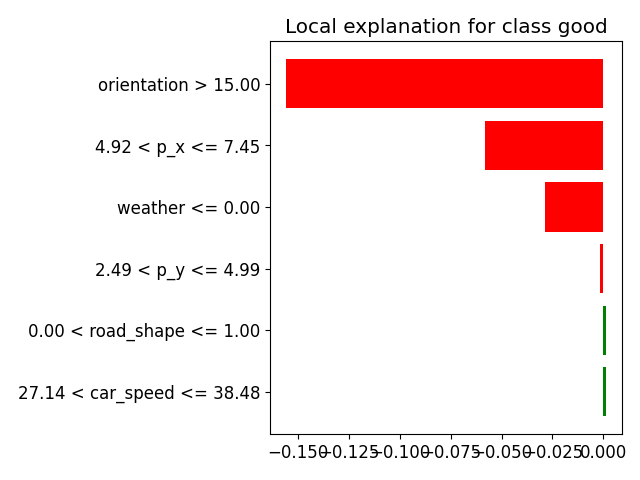 Local explanation for class good
orientation > 15.00
4.92 < p_x <= 7.45
weather <= 0.00
2.49 < p_y <= 4.99
0.00 < road_shape <= 1.00
27.14 < car_speed <= 38.48
−0.150 −0.125 −0.100 −0.075 −0.050 −0.025 0.000